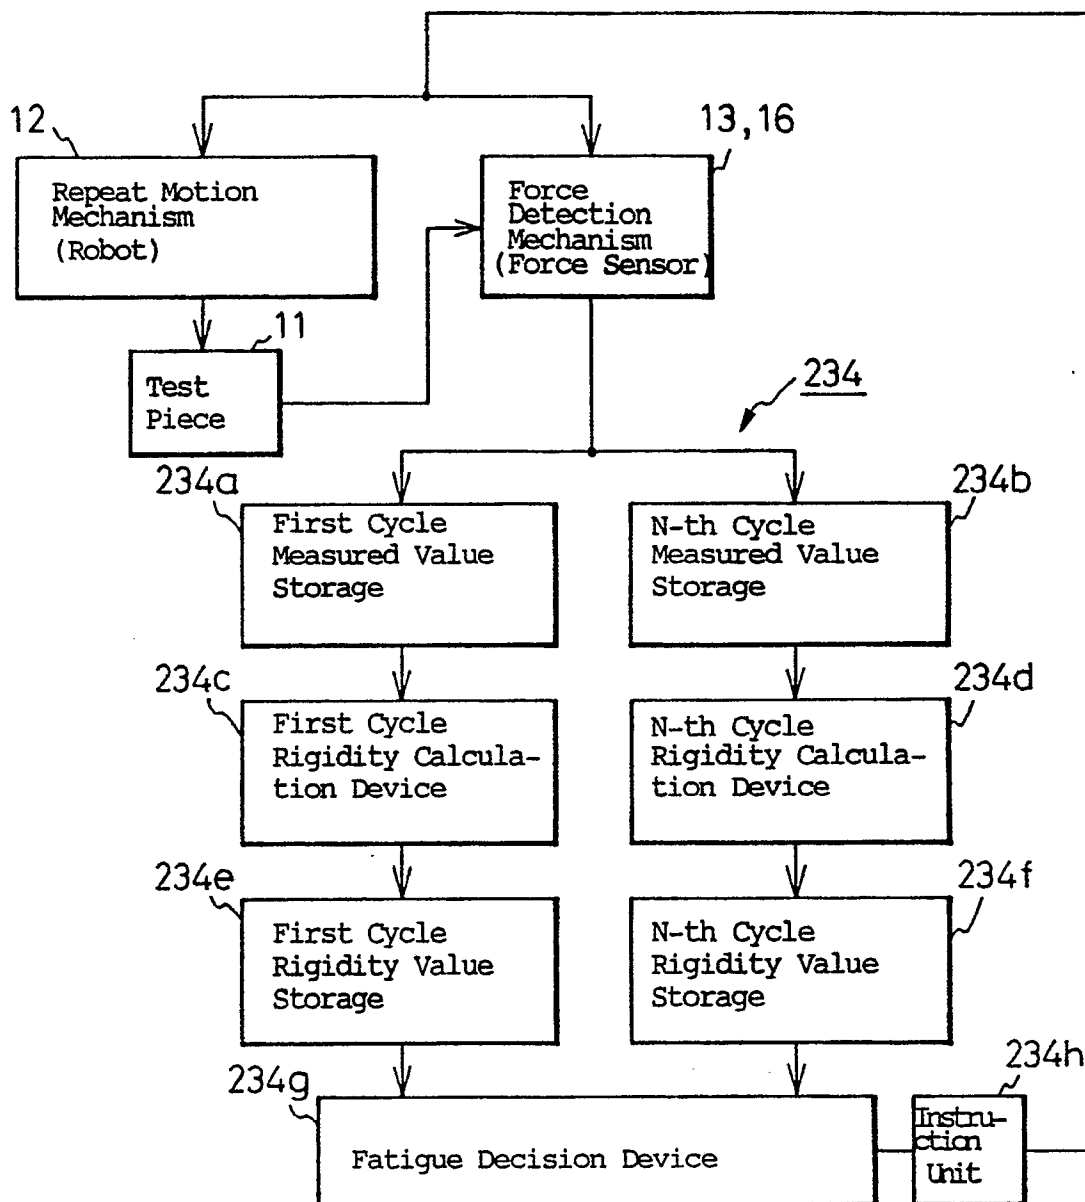 12
13,16
Repeat Motion
Mechanism
(Robot)
Force
Detection
Mechanism
(Force Sensor)
11
Test
Piece
234
234a
234b
First Cycle
Measured Value
Storage
N-th Cycle
Measured Value
Storage
234c
234d
First Cycle
Rigidity Calcula-
tion Device
N-th Cycle
Rigidity Calcula-
tion Device
234e
234f
First Cycle
Rigidity Value
Storage
N-th Cycle
Rigidity Value
Storage
234g
234h
Fatigue Decision Device
Instru-
ction
Unit